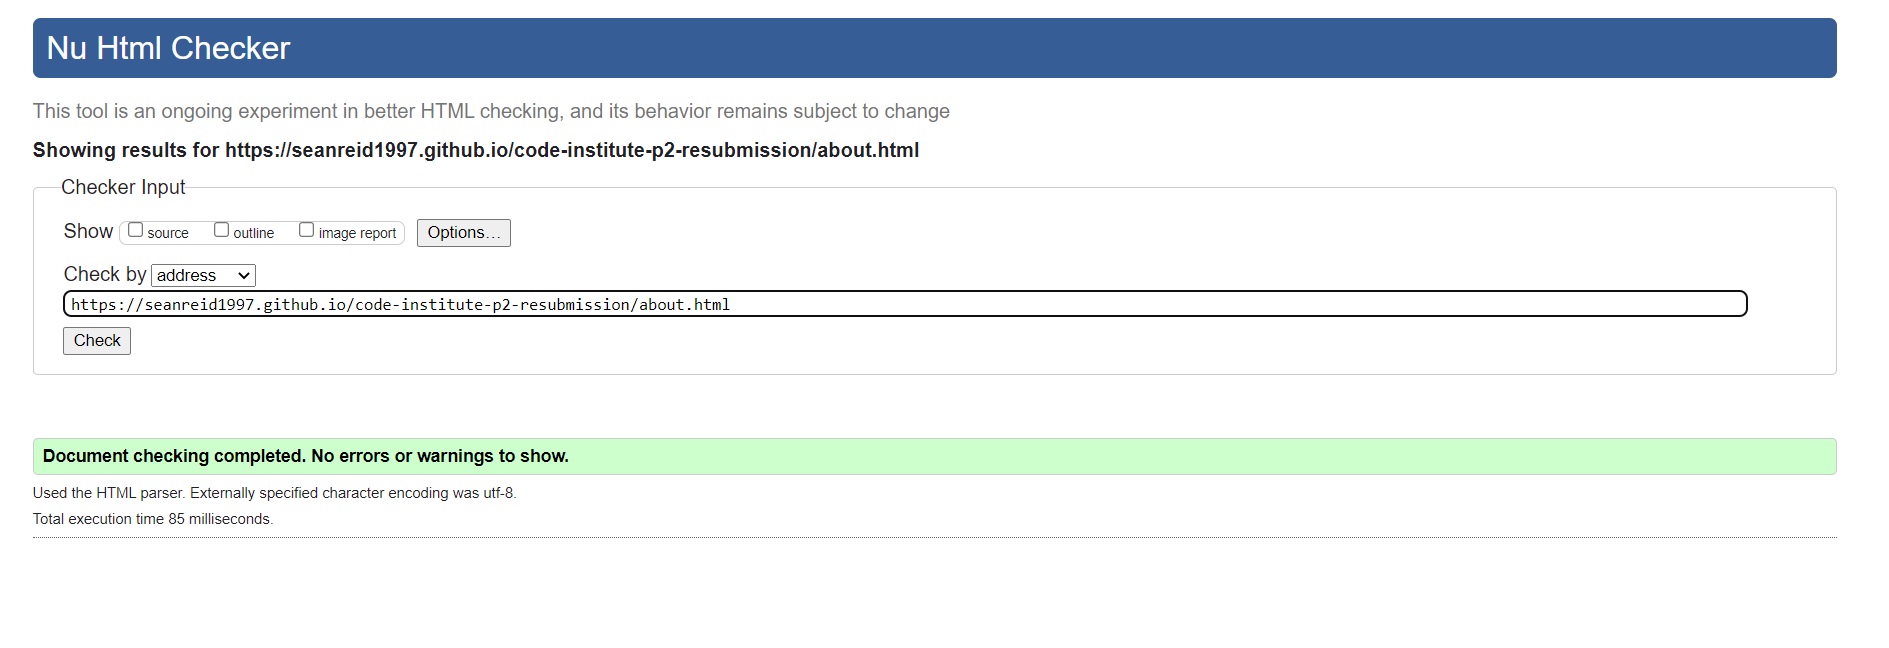 Nu Html Checker
This tool is an ongoing experiment in better HTML checking, and its behavior remains subject to change
Showing results for https://seanreid1997.github.io/code-institute-p2-resubmission/about.html
Checker Input
Show source outline image report Options...
Check by address
https://seanreid1997.github.io/code-institute-p2-resubmission/about.html
Check
Document checking completed. No errors or warnings to show.
Used the HTML parser. Externally specified character encoding was utf-8.
Total execution time 85 milliseconds.